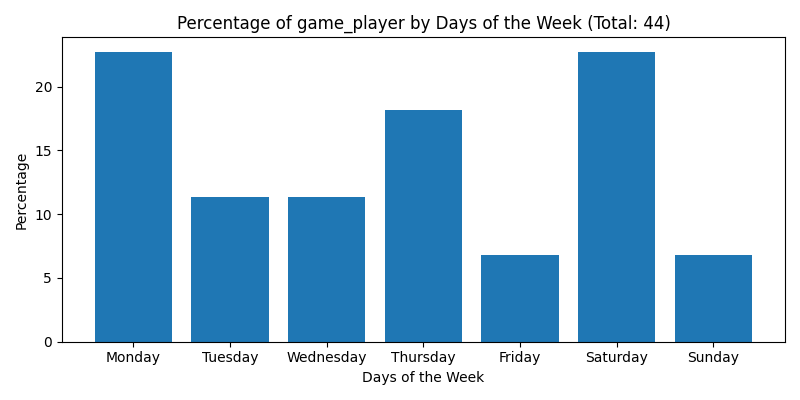 Percentage of game_player by Days of the Week (Total: 44)
Percentage
20
15
10
5
0
Monday Tuesday Wednesday Thursday Friday Saturday Sunday
Days of the Week